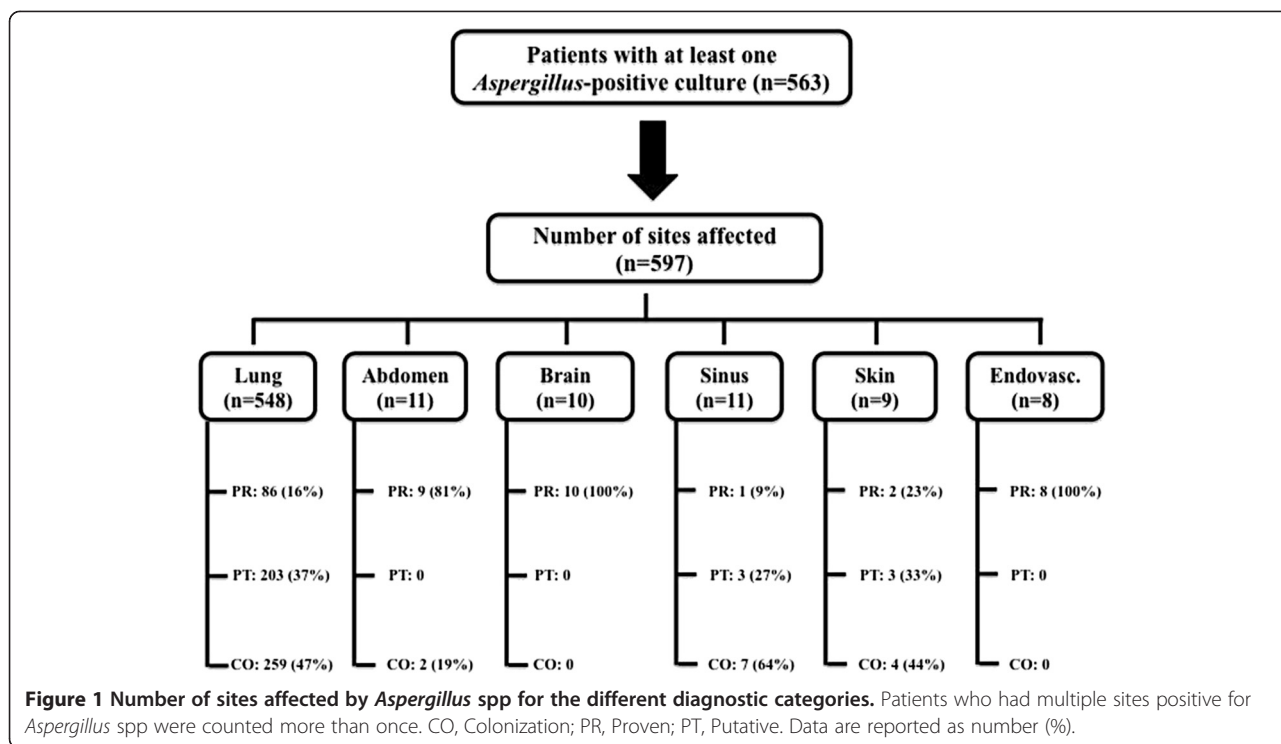 Patients with at least one
Aspergillus-positive culture (n=563)
Number of sites affected
(n=597)
Lung
(n=548)
Abdomen
(n=11)
Brain
(n=10)
Sinus
(n=11)
Skin
(n=9)
Endovasc.
(n=8)
PR: 86 (16%)
PR: 9 (81%)
PR: 10 (100%)
PR: 1 (9%)
PR: 2 (23%)
PR: 8 (100%)
PT: 203 (37%)
PT: 0
PT: 0
PT: 3 (27%)
PT: 3 (33%)
PT: 0
CO: 259 (47%)
CO: 2 (19%)
CO: 0
CO: 7 (64%)
CO: 4 (44%)
CO: 0
Figure 1 Number of sites affected by Aspergillus spp for the different diagnostic categories. Patients who had multiple sites positive for
Aspergillus spp were counted more than once. CO, Colonization; PR, Proven; PT, Putative. Data are reported as number (%).